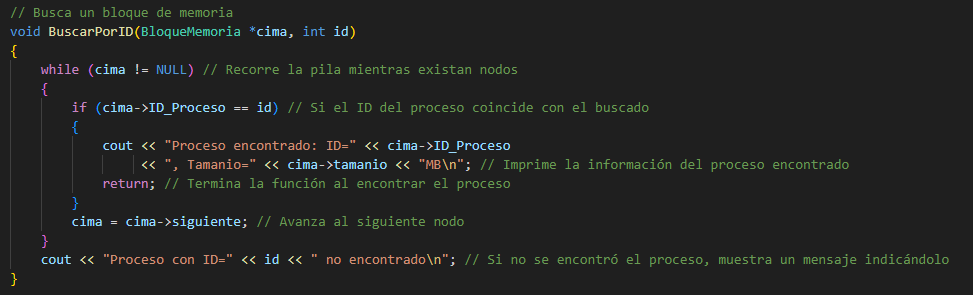 // Busca un bloque de memoria
void BuscarPorID(BloqueMemoria *cima, int id)
{
    while (cima != NULL) // Recorre la pila mientras existan nodos
    {
        if (cima->ID_Proceso == id) // Si el ID del proceso coincide con el buscado
        {
            cout << "Proceso encontrado: ID=" << cima->ID_Proceso
                 << ", Tamanio=" << cima->tamanio << "MB\n"; // Imprime la información del proceso encontrado
            return; // Termina la función al encontrar el proceso
        }
        cima = cima->siguiente; // Avanza al siguiente nodo
    }
    cout << "Proceso con ID=" << id << " no encontrado\n"; // Si no se encontró el proceso, muestra un mensaje indicándolo
}